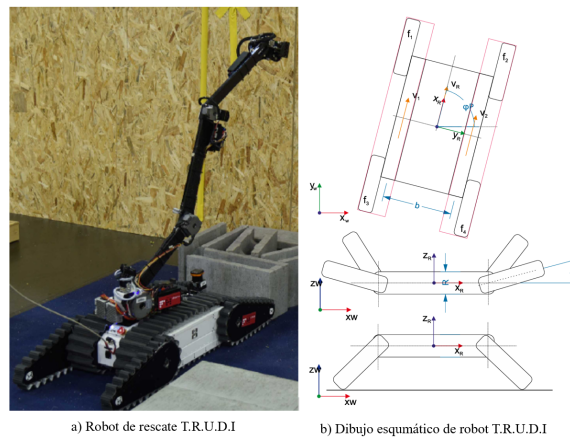 f1
f2
vR
xR
v1
φ
v2
yR
yw
f3
b
f4
xw
zR
R
xR
zw
xw
zR
xR
zw
xw
a) Robot de rescate T.R.U.D.I
b) Dibujo esqumático de robot T.R.U.D.I